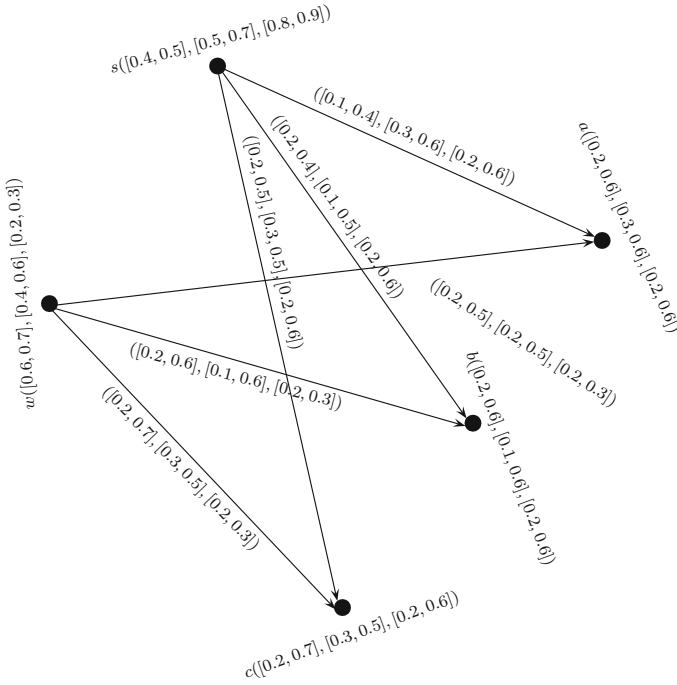 s([0.4, 0.5], [0.5, 0.7], [0.8, 0.9])
([0.1, 0.4], [0.3, 0.6], [0.2, 0.6])
a([0.2, 0.6], [0.3, 0.6], [0.2, 0.6])
([0.2, 0.4], [0.1, 0.5], [0.2, 0.6])
([0.2, 0.5], [0.3, 0.5], [0.2, 0.6])
w([0.6, 0.7], [0.4, 0.6], [0.2, 0.3])
([0.2, 0.5], [0.2, 0.5], [0.2, 0.3])
([0.2, 0.6], [0.1, 0.6], [0.2, 0.3])
b([0.2, 0.6], [0.1, 0.6], [0.2, 0.6])
([0.2, 0.7], [0.3, 0.5], [0.2, 0.3])
c([0.2, 0.7], [0.3, 0.5], [0.2, 0.6])